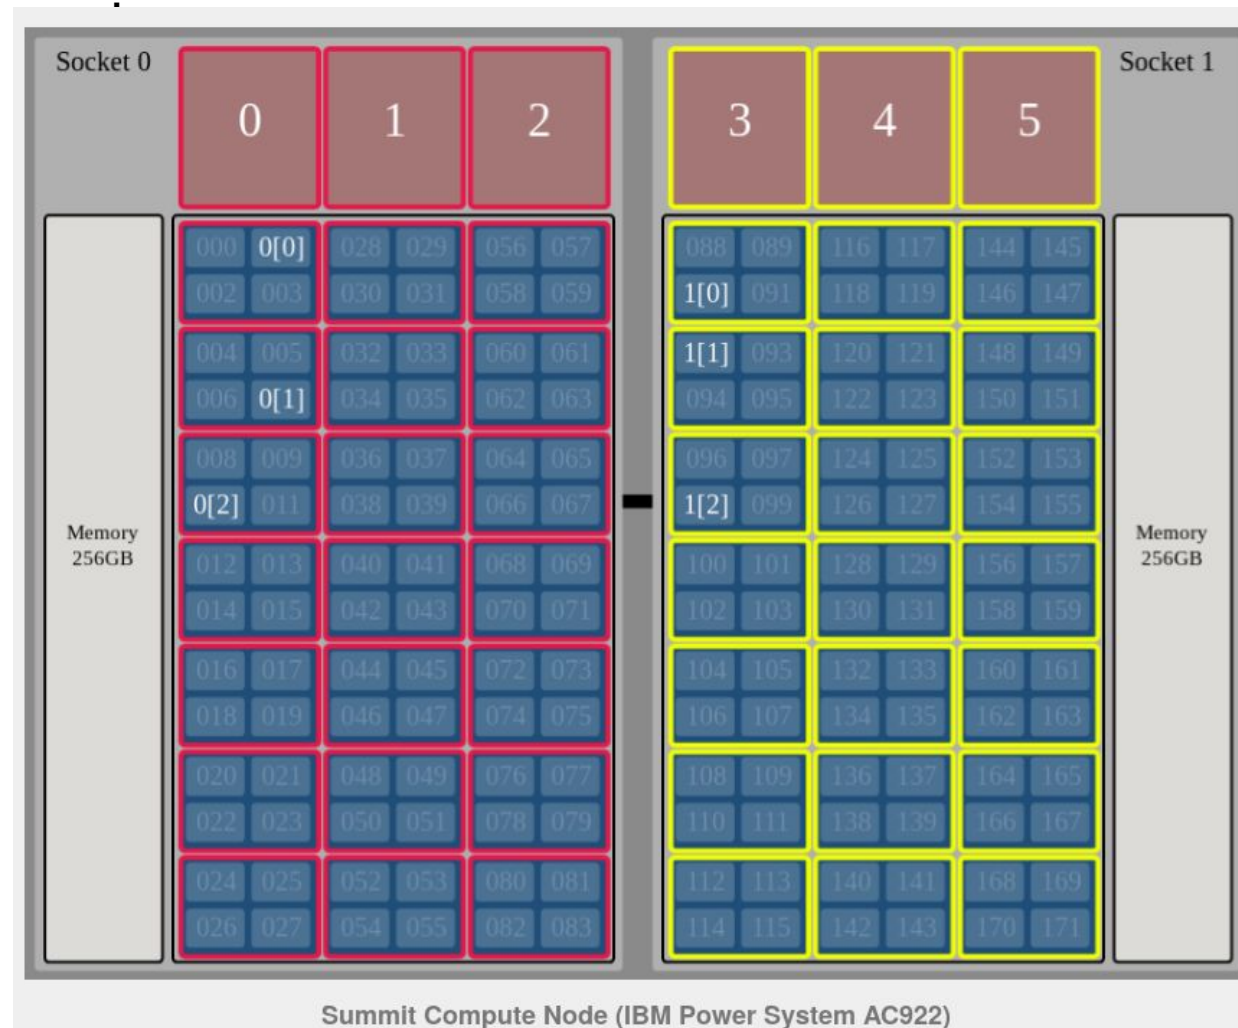 Socket 0
0 1 2
3 4 5
Socket 1
000 0[0] 028 029 056 057
002 003 030 031 058 059
004 005 032 033 060 061
006 0[1] 034 035 062 063
008 009 036 037 064 065
0[2] 011 038 039 066 067
012 013 040 041 068 069
014 015 042 043 070 071
016 017 044 045 072 073
018 019 046 047 074 075
020 021 048 049 076 077
022 023 050 051 078 079
024 025 052 053 080 081
026 027 054 055 082 083
Memory
256GB
088 089 116 117 144 145
1[0] 091 118 119 146 147
1[1] 093 120 121 148 149
094 095 122 123 150 151
096 097 124 125 152 153
1[2] 099 126 127 154 155
100 101 128 129 156 157
102 103 130 131 158 159
104 105 132 133 160 161
106 107 134 135 162 163
108 109 136 137 164 165
110 111 138 139 166 167
112 113 140 141 168 169
114 115 142 143 170 171
Memory
256GB
Summit Compute Node (IBM Power System AC922)